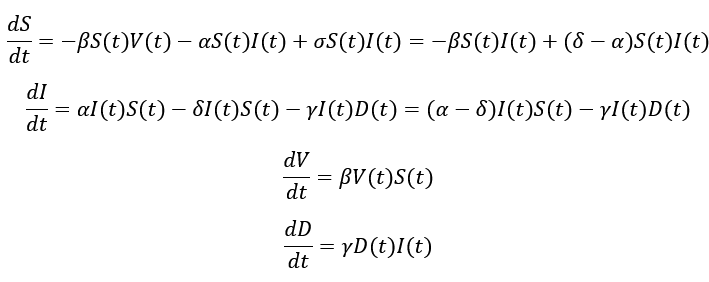 dS/dt = −βS(t)V(t) − αS(t)I(t) + σS(t)I(t) = −βS(t)I(t) + (δ − α)S(t)I(t)
dI/dt = αI(t)S(t) − δI(t)S(t) − γI(t)D(t) = (α − δ)I(t)S(t) − γI(t)D(t)
dV/dt = βV(t)S(t)
dD/dt = γD(t)I(t)